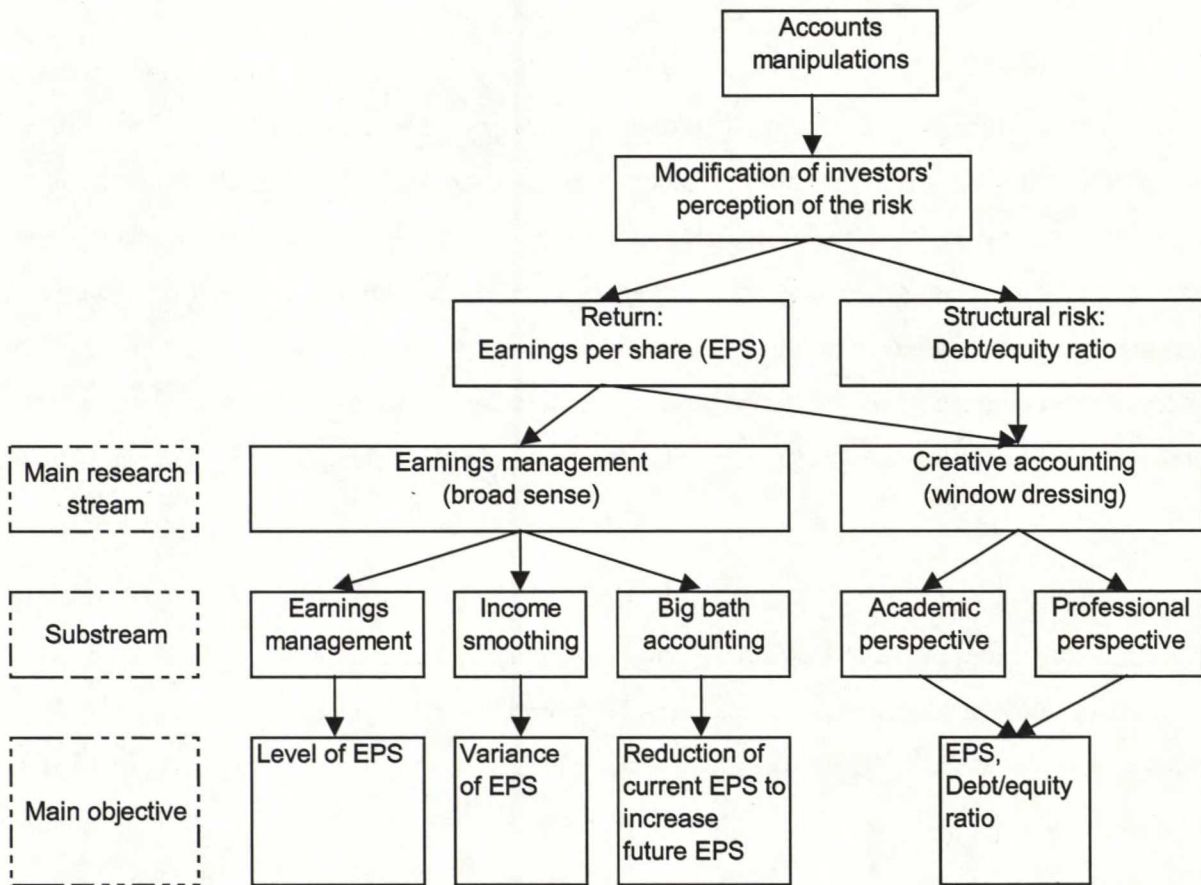 Accounts
manipulations
Modification of investors'
perception of the risk
Return:
Earnings per share (EPS)
Structural risk:
Debt/equity ratio
Main research
stream
Earnings management
(broad sense)
Creative accounting
(window dressing)
Substream
Earnings
management
Income
smoothing
Big bath
accounting
Academic
perspective
Professional
perspective
Main objective
Level of EPS
Variance
of EPS
Reduction of
current EPS to
increase
future EPS
EPS,
Debt/equity
ratio